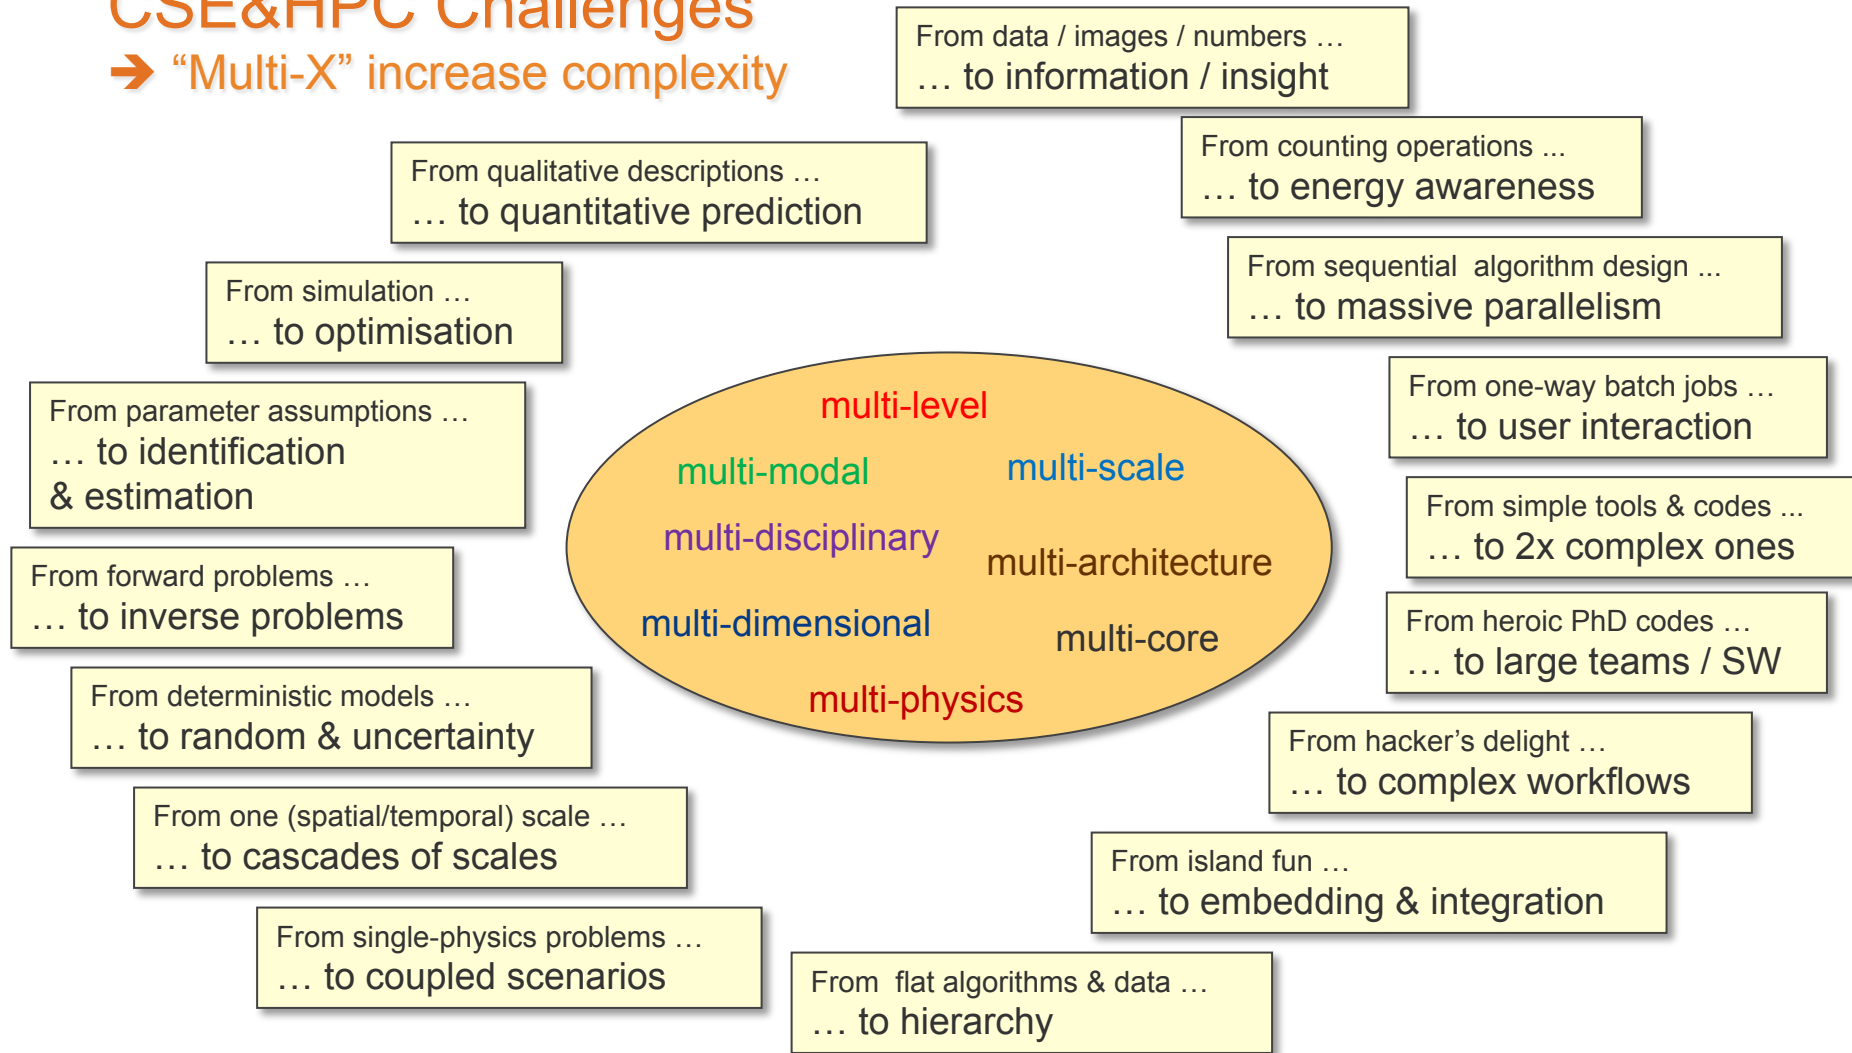 CSE&HPC Challenges
➔ “Multi-X” increase complexity
From data / images / numbers …
… to information / insight
From counting operations ...
… to energy awareness
From qualitative descriptions …
… to quantitative prediction
From sequential algorithm design ...
… to massive parallelism
From simulation …
… to optimisation
From one-way batch jobs …
… to user interaction
From parameter assumptions …
… to identification
& estimation
From simple tools & codes ...
… to 2x complex ones
From forward problems …
… to inverse problems
From heroic PhD codes …
… to large teams / SW
From deterministic models …
… to random & uncertainty
From hacker’s delight …
… to complex workflows
From one (spatial/temporal) scale …
… to cascades of scales
From island fun …
… to embedding & integration
From single-physics problems …
… to coupled scenarios
From flat algorithms & data …
… to hierarchy
multi-level
multi-modal
multi-scale
multi-disciplinary
multi-architecture
multi-dimensional
multi-core
multi-physics